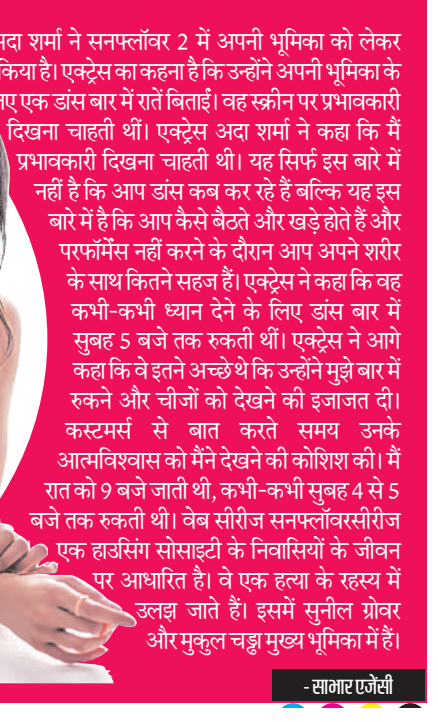 अदा शर्मा ने सनफ्लॉवर 2 में अपनी भूमिका को लेकर
किया है। एक्ट्रेस का कहना है कि उन्होंने अपनी भूमिका के
लिए एक डांस बार में रातें बिताईं। वह स्क्रीन पर प्रभावकारी
दिखना चाहती थीं। एक्ट्रेस अदा शर्मा ने कहा कि मैं
प्रभावकारी दिखना चाहती थी। यह सिर्फ इस बारे में
नहीं है कि आप डांस कब कर रहे हैं बल्कि यह इस
बारे में है कि आप कैसे बैठते और खड़े होते हैं और
परफॉर्मेंस नहीं करने के दौरान आप अपने शरीर
के साथ कितने सहज हैं। एक्ट्रेस ने कहा कि वह
कभी-कभी ध्यान देने के लिए डांस बार में
सुबह 5 बजे तक रुकती थीं। एक्ट्रेस ने आगे
कहा कि वे इतने अच्छे थे कि उन्होंने मुझे बार में
रुकने और चीजों को देखने की इजाजत दी।
कस्टमर्स से बात करते समय उनके
आत्मविश्वास को मैंने देखने की कोशिश की। मैं
रात को 9 बजे जाती थी, कभी-कभी सुबह 4 से 5
बजे तक रुकती थी। वेब सीरीज सनफ्लॉवरसीरीज
एक हाउसिंग सोसाइटी के निवासियों के जीवन
पर आधारित है। वे एक हत्या के रहस्य में
उलझ जाते हैं। इसमें सुनील ग्रोवर
और मुकुल चड्ढा मुख्य भूमिका में हैं।
- साभार एजेंसी